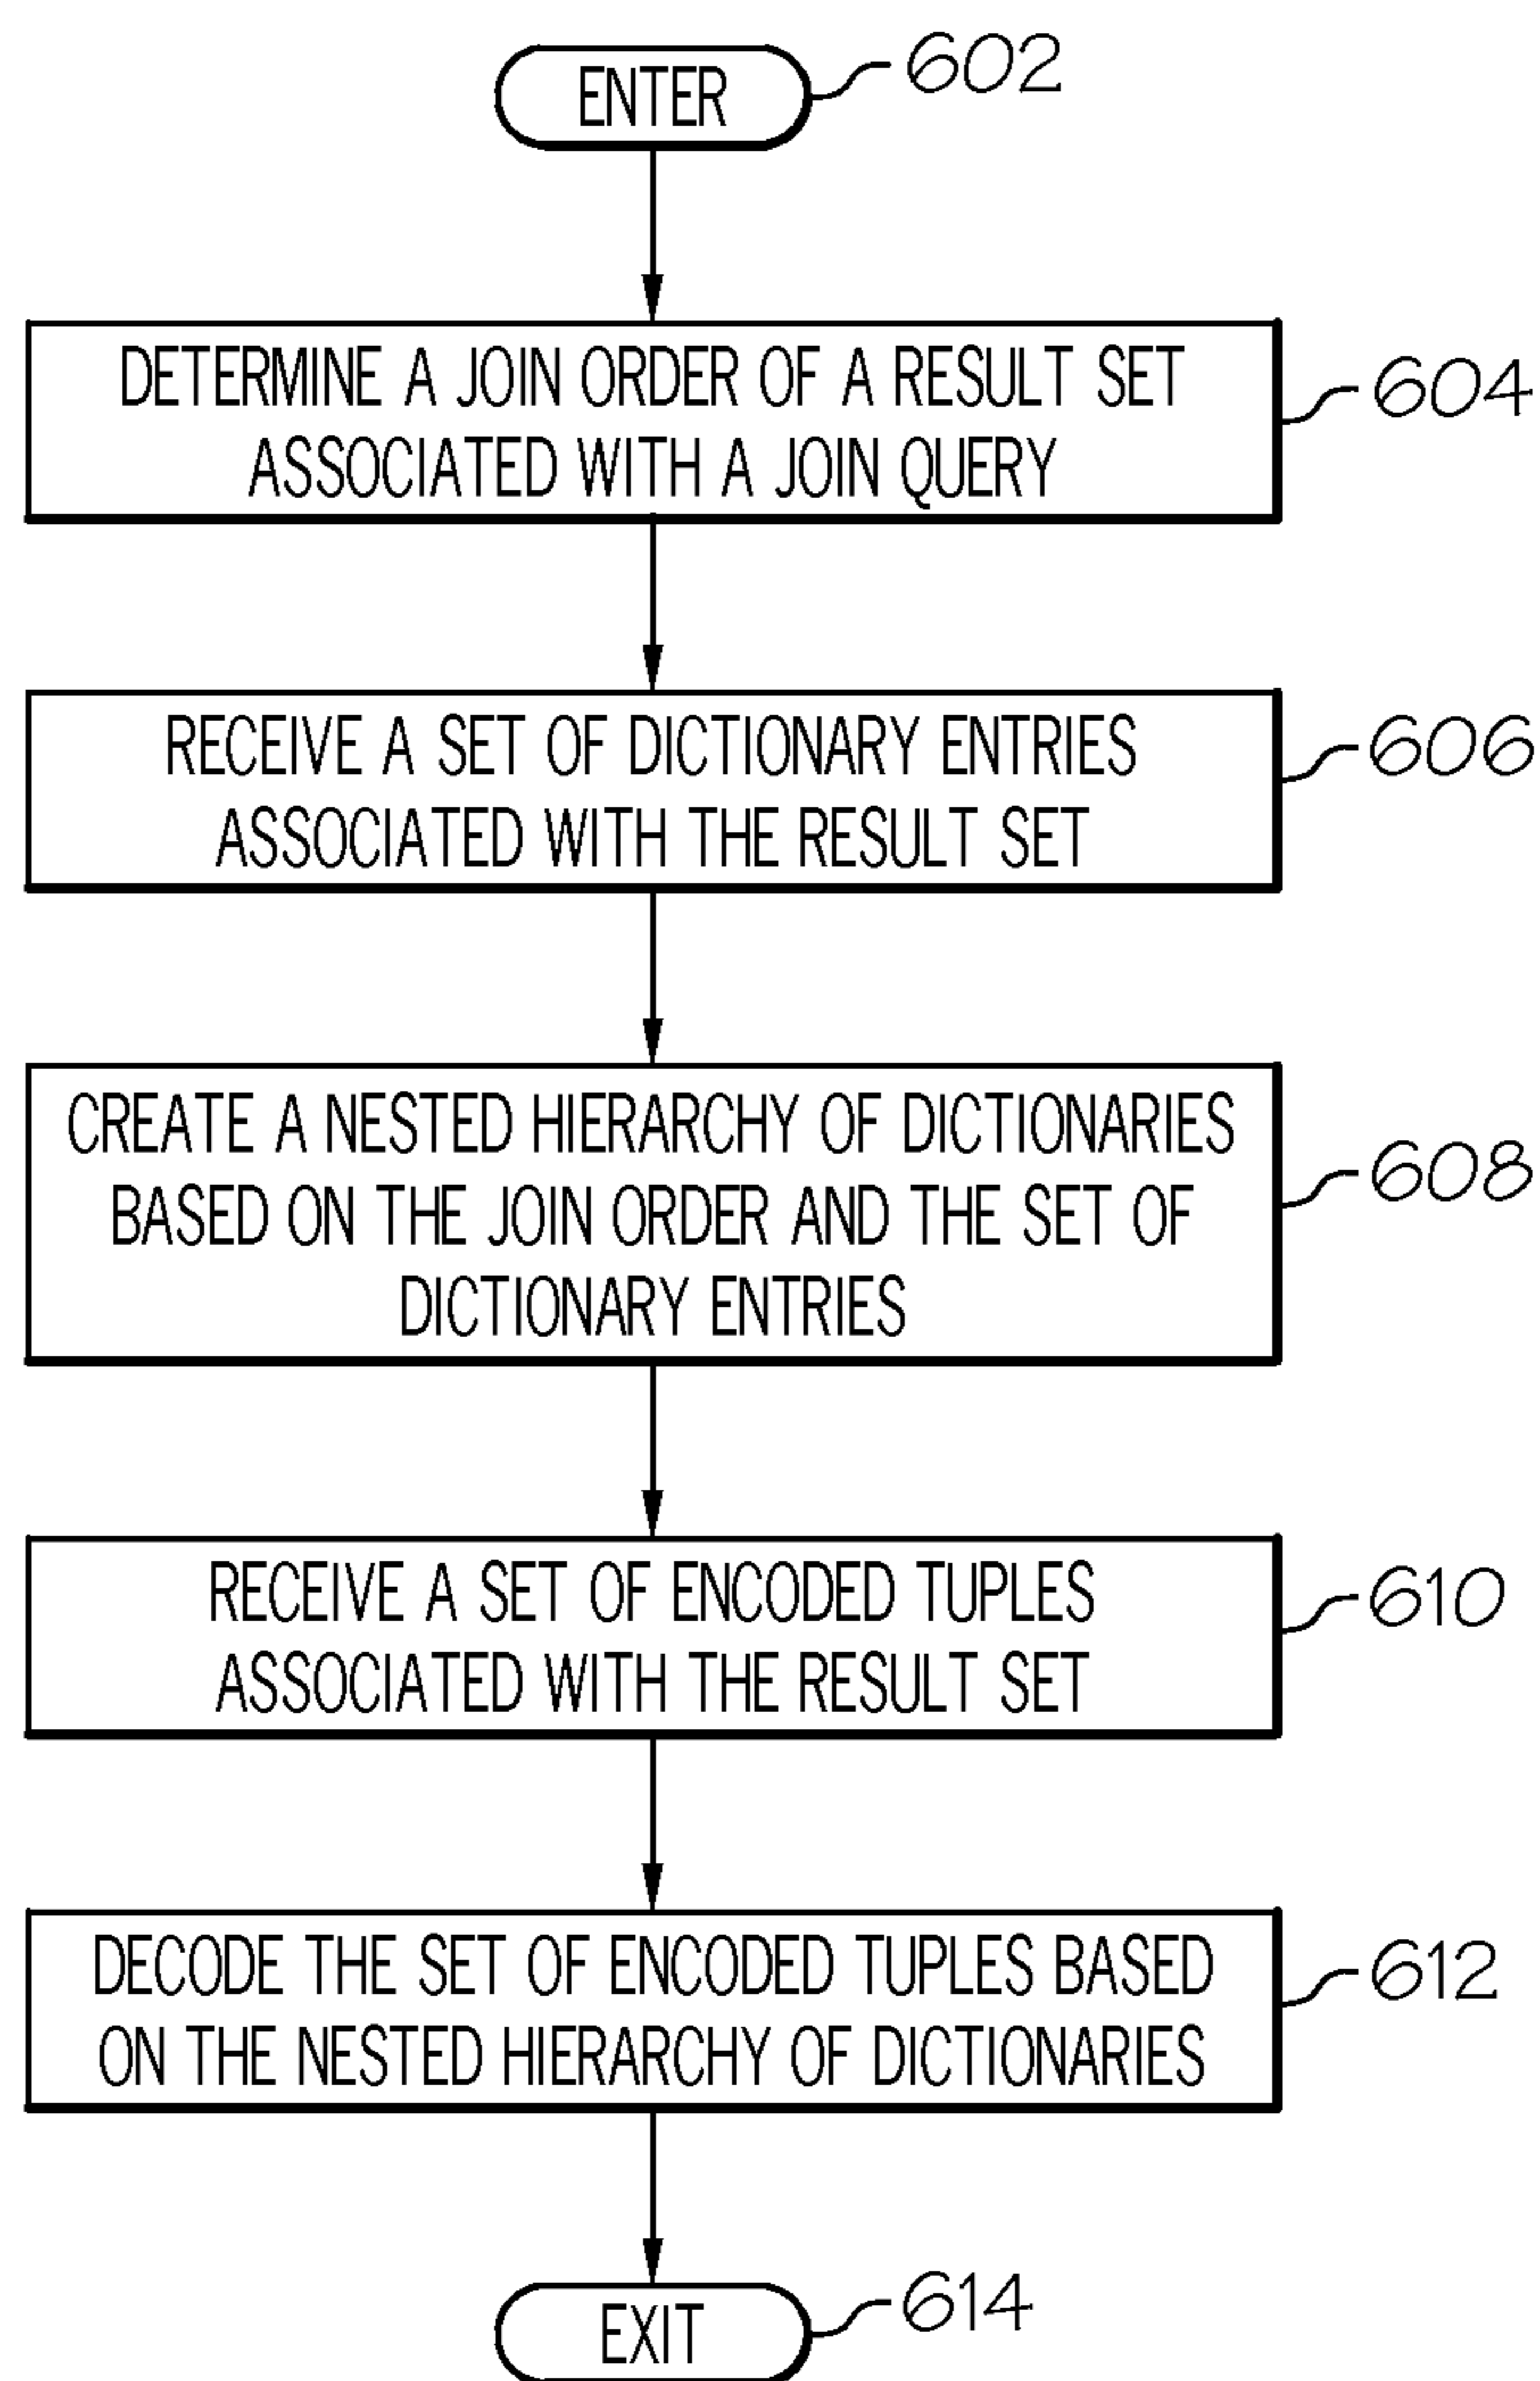 ENTER
602
DETERMINE A JOIN ORDER OF A RESULT SET
ASSOCIATED WITH A JOIN QUERY
604
RECEIVE A SET OF DICTIONARY ENTRIES
ASSOCIATED WITH THE RESULT SET
606
CREATE A NESTED HIERARCHY OF DICTIONARIES
BASED ON THE JOIN ORDER AND THE SET OF
DICTIONARY ENTRIES
608
RECEIVE A SET OF ENCODED TUPLES
ASSOCIATED WITH THE RESULT SET
610
DECODE THE SET OF ENCODED TUPLES BASED
ON THE NESTED HIERARCHY OF DICTIONARIES
612
EXIT
614